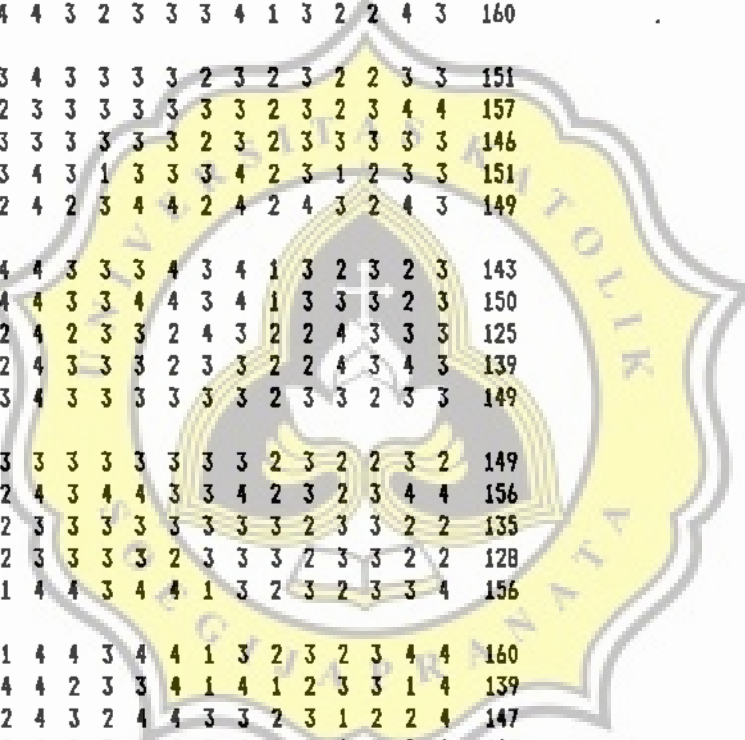 4 4 3 2 3 3 3 4 1 3 2 2 4 3 160
3 4 3 3 3 3 2 3 2 3 2 2 3 3 151
2 3 3 3 3 3 3 3 2 3 2 3 4 4 157
3 3 3 3 3 3 2 3 2 3 3 3 3 3 146
3 4 3 1 3 3 3 4 2 3 1 2 3 3 151
2 4 2 3 4 4 2 4 2 4 3 2 4 3 149
4 4 3 3 3 4 3 4 1 3 2 3 2 3 143
4 4 3 3 4 4 3 4 1 3 3 3 2 3 150
2 4 2 3 3 2 4 3 2 2 4 3 3 3 125
2 4 3 3 3 2 3 3 2 2 4 3 4 3 139
3 4 3 3 3 3 3 3 2 3 3 2 3 3 149
3 3 3 3 3 3 3 3 2 3 2 2 3 2 149
2 4 3 4 4 3 3 4 2 3 2 3 4 4 156
2 3 3 3 3 3 3 3 3 2 3 3 2 2 135
2 3 3 3 3 2 3 3 3 2 3 3 2 2 128
1 4 4 3 4 4 1 3 2 3 2 3 3 4 156
1 4 4 3 4 4 1 3 2 3 2 3 4 4 160
4 4 2 3 3 4 1 4 1 2 3 3 1 4 139
2 4 3 2 4 4 3 3 2 3 1 2 2 4 147
UNIVERSITAS KATOLIK
SOEGIJAPRANATA